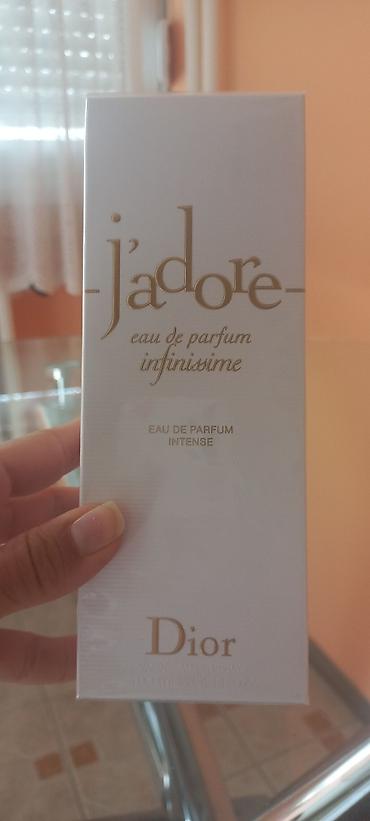 j'adore
eau de parfum
infinissime
EAU DE PARFUM
INTENSE
Dior